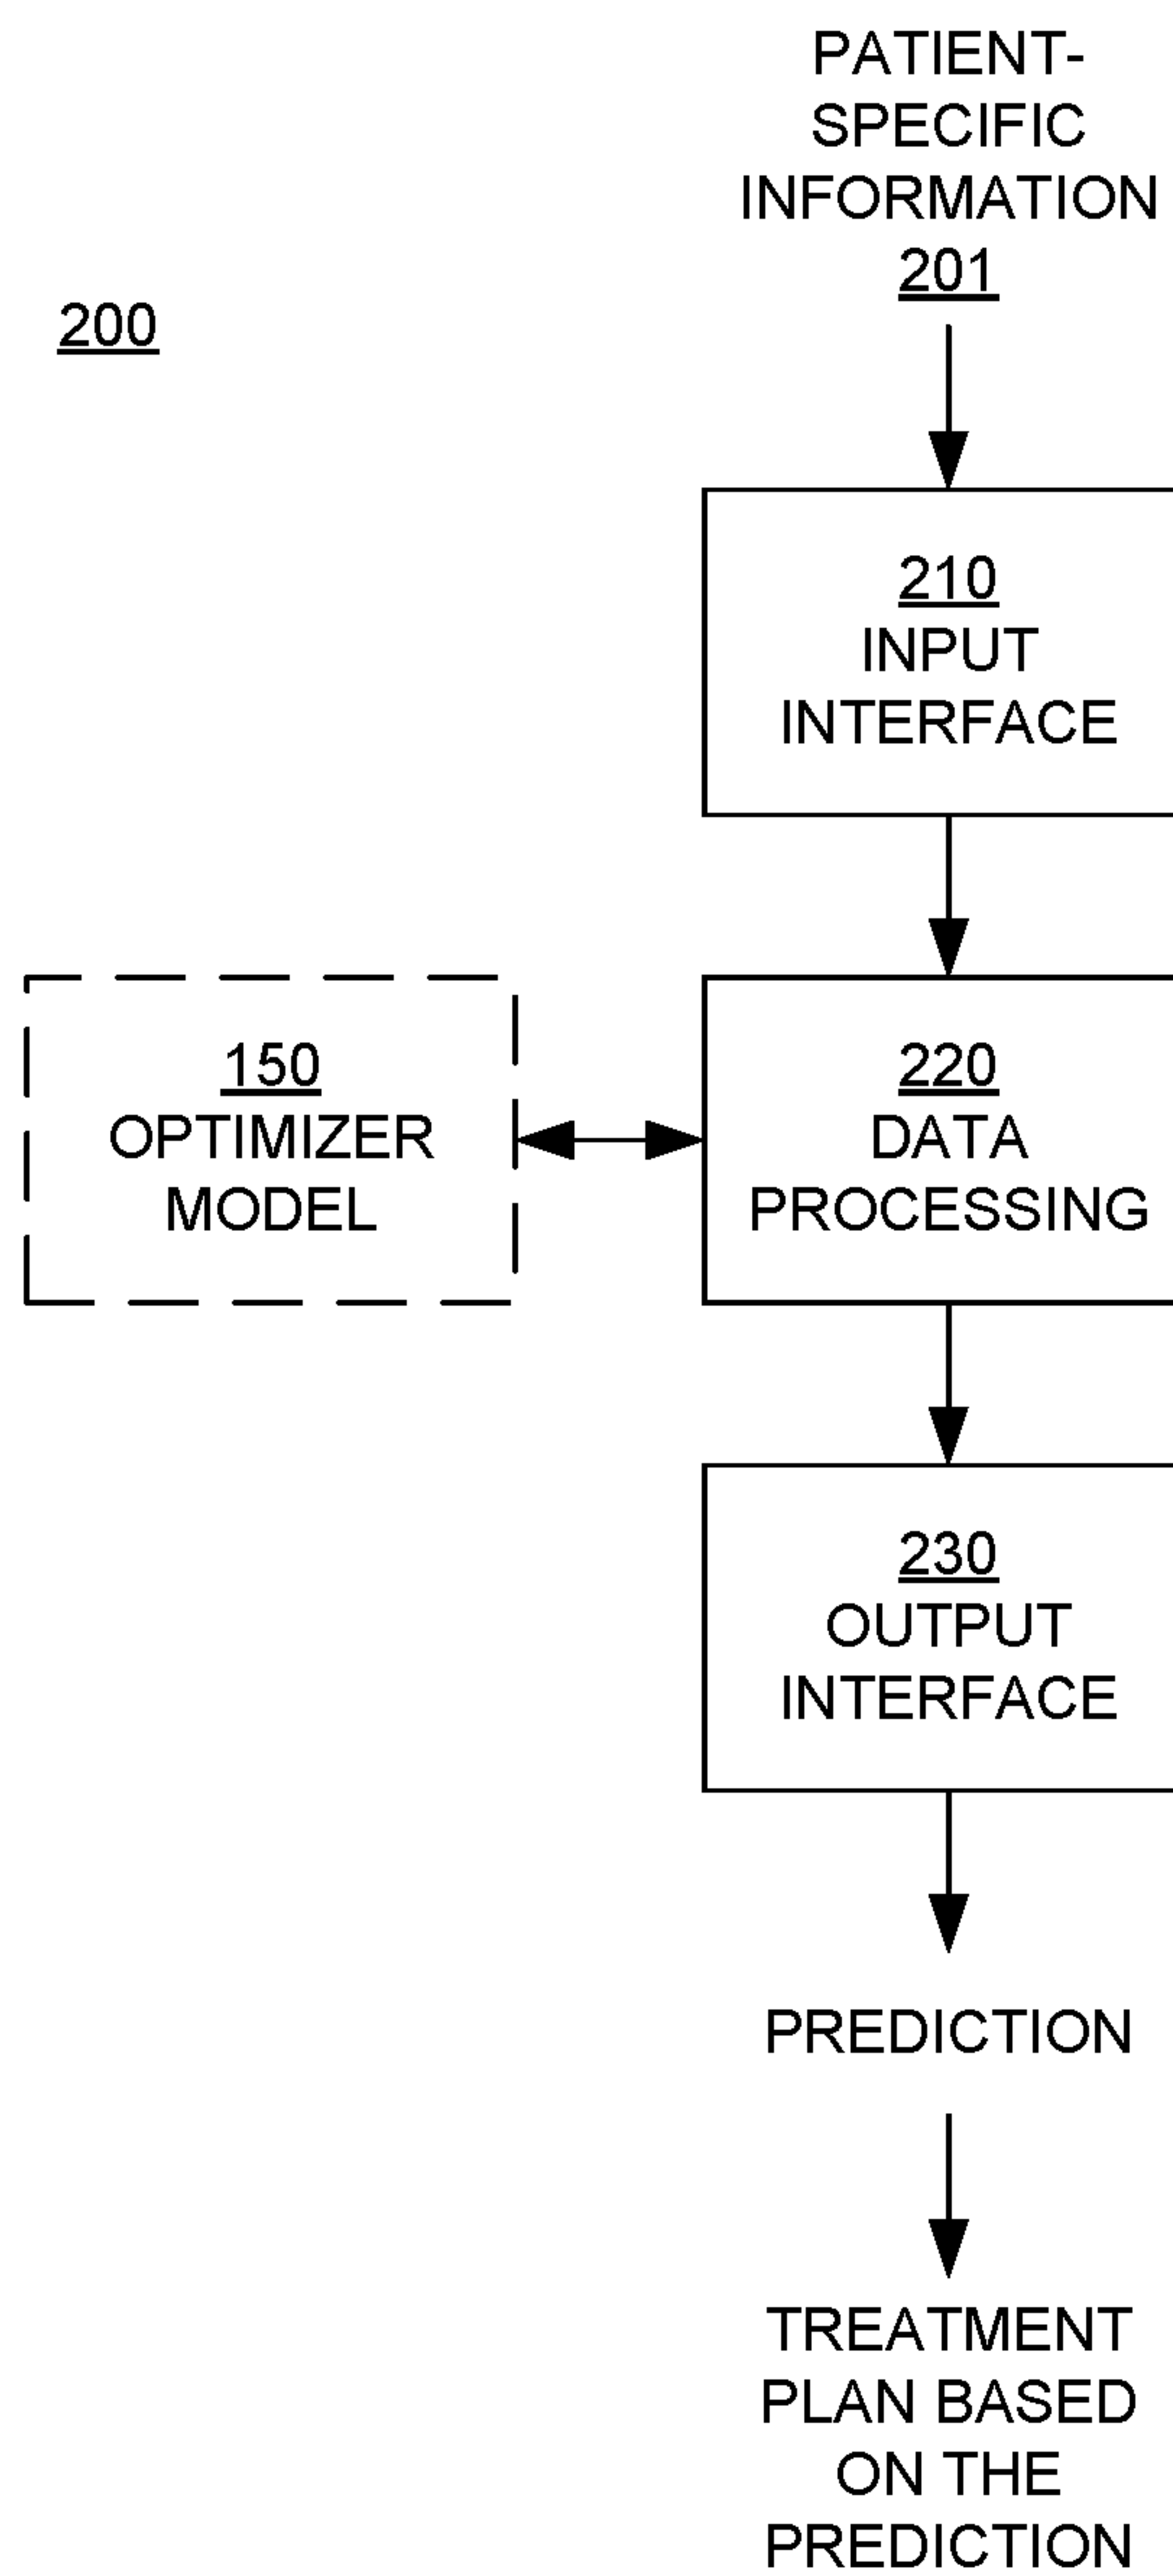 PATIENT-
SPECIFIC
INFORMATION
201
200
210
INPUT
INTERFACE
150
OPTIMIZER
MODEL
220
DATA
PROCESSING
230
OUTPUT
INTERFACE
PREDICTION
TREATMENT
PLAN BASED
ON THE
PREDICTION